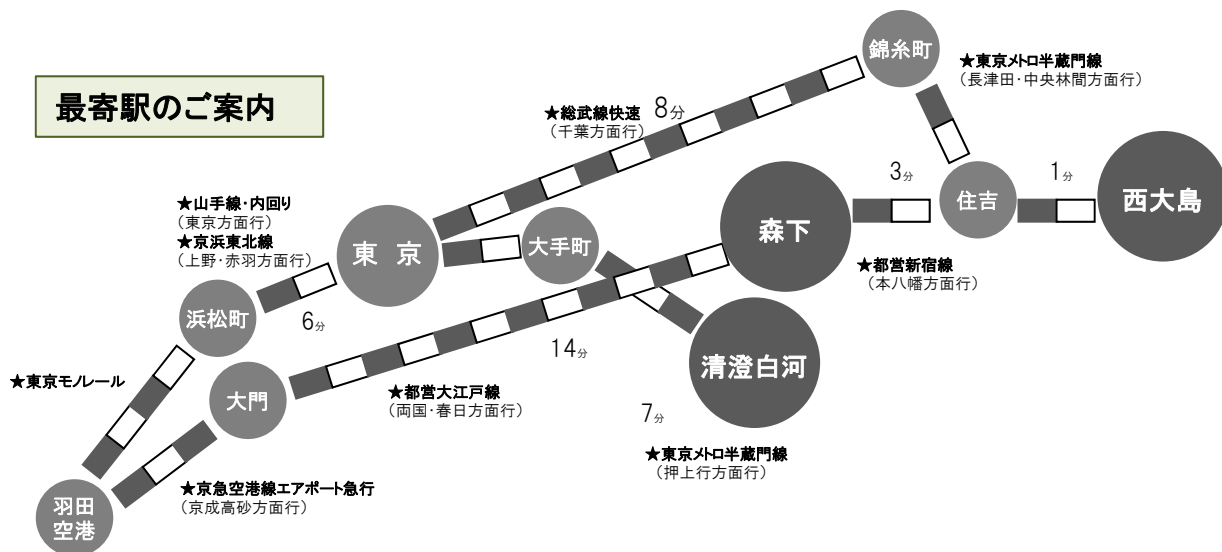 最寄駅のご案内
錦糸町
★東京メトロ半蔵門線
(長津田・中央林間方面行)
★総武線快速
(千葉方面行)
8分
3分
1分
住吉
西大島
★山手線・内回り
(東京方面行)
★京浜東北線
(上野・赤羽方面行)
東 京
大手町
森下
★都営新宿線
(本八幡方面行)
浜松町
6分
14分
清澄白河
★東京モノレール
大門
★都営大江戸線
(両国・春日方面行)
7分
★東京メトロ半蔵門線
(押上行方面行)
★京急空港線エアポート急行
(京成高砂方面行)
羽田
空港